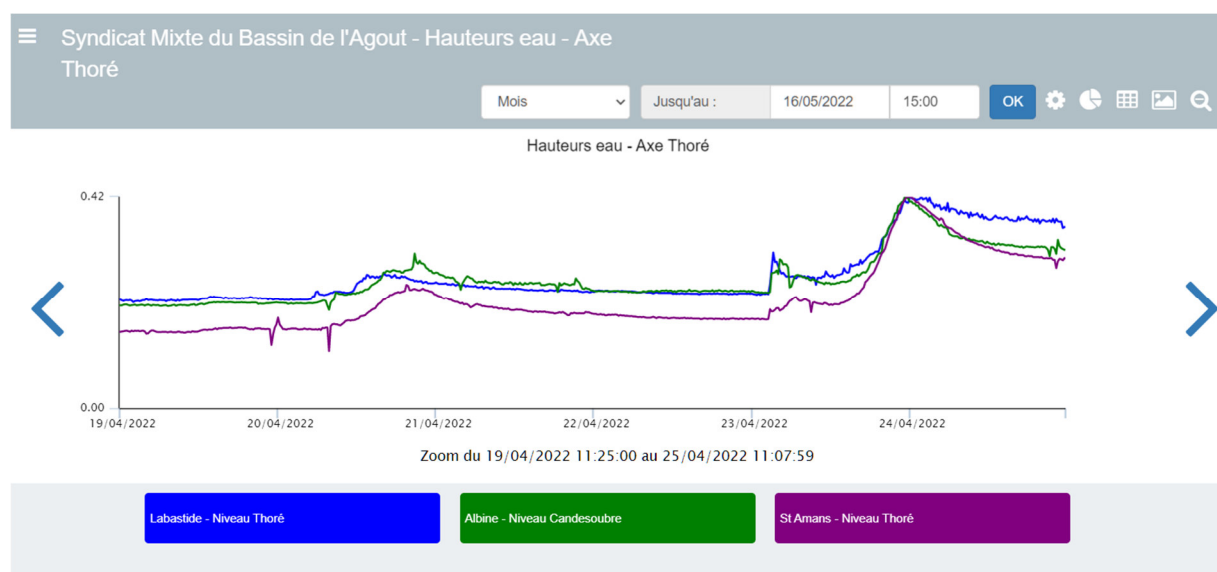 Syndicat Mixte du Bassin de l'Agout - Hauteurs eau - Axe
Thoré
Mois
Jusqu'au :
16/05/2022
15:00
OK
Hauteurs eau - Axe Thoré
0.42
0.00
19/04/2022
20/04/2022
21/04/2022
22/04/2022
23/04/2022
24/04/2022
Zoom du 19/04/2022 11:25:00 au 25/04/2022 11:07:59
Labastide - Niveau Thoré
Albine - Niveau Candesoubre
St Amans - Niveau Thoré